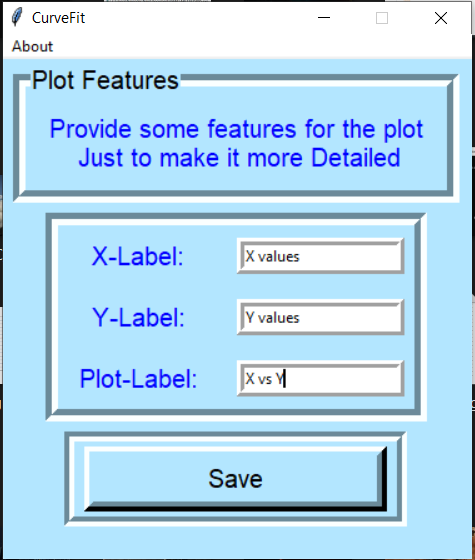 CurveFit
About
Plot Features
Provide some features for the plot
Just to make it more Detailed
X-Label: X values
Y-Label: Y values
Plot-Label: X vs Y
Save